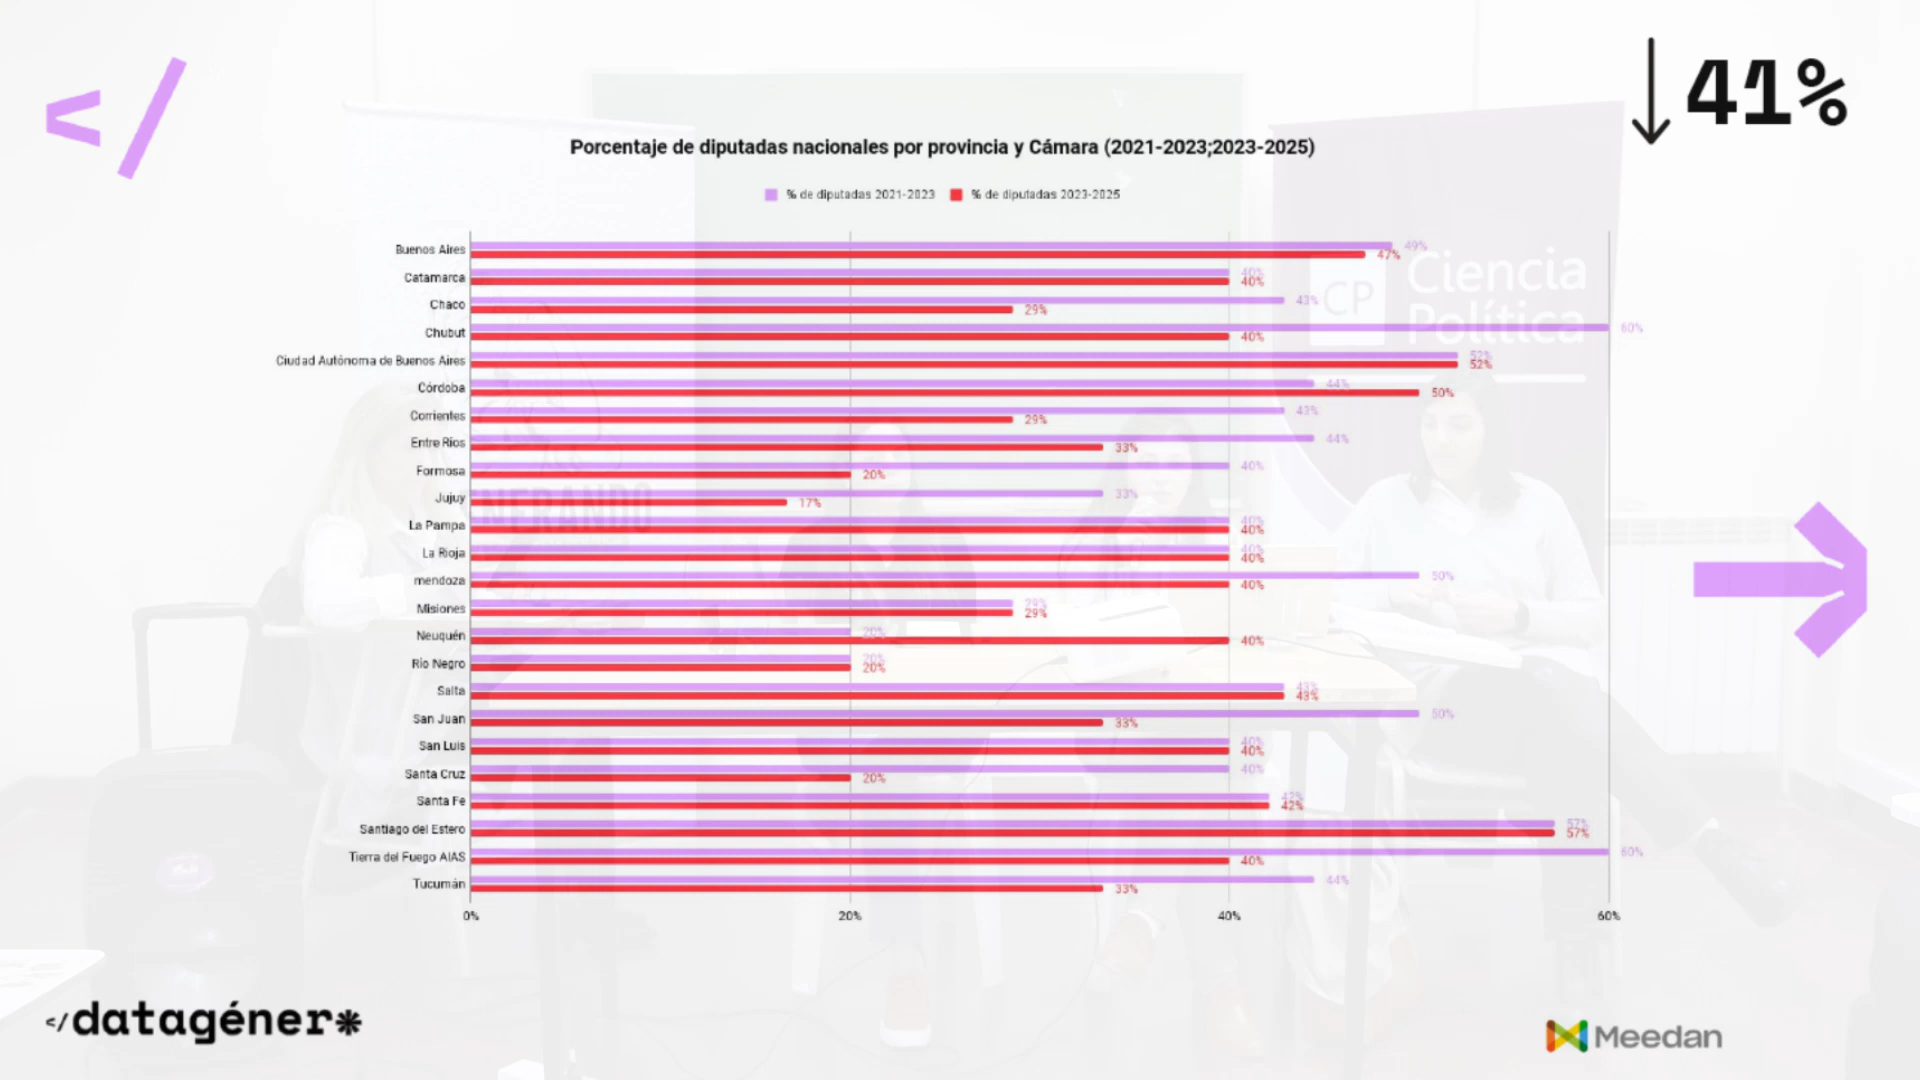 </
↓ 41%
Porcentaje de diputadas nacionales por provincia y Cámara (2021-2023;2023-2025)
% de diputadas 2021-2023 % de diputadas 2023-2025
Buenos Aires 49% 47%
Catamarca 40% 40%
Chaco 43% 29%
Chubut 60% 40%
Ciudad Autónoma de Buenos Aires 52% 52%
Córdoba 44% 50%
Corrientes 43% 29%
Entre Ríos 44% 33%
Formosa 40% 20%
Jujuy 33% 17%
La Pampa 40% 40%
La Rioja 40% 40%
mendoza 50% 40%
Misiones 29% 29%
Neuquén 20% 40%
Río Negro 20% 20%
Salta 43% 43%
San Juan 50% 33%
San Luis 40% 40%
Santa Cruz 40% 20%
Santa Fe 42% 42%
Santiago del Estero 57% 57%
Tierra del Fuego AIAS 60% 40%
Tucumán 44% 33%
0% 20% 40% 60%
CP Ciencia
Política
NERANDO
</datagéner*
Meedan